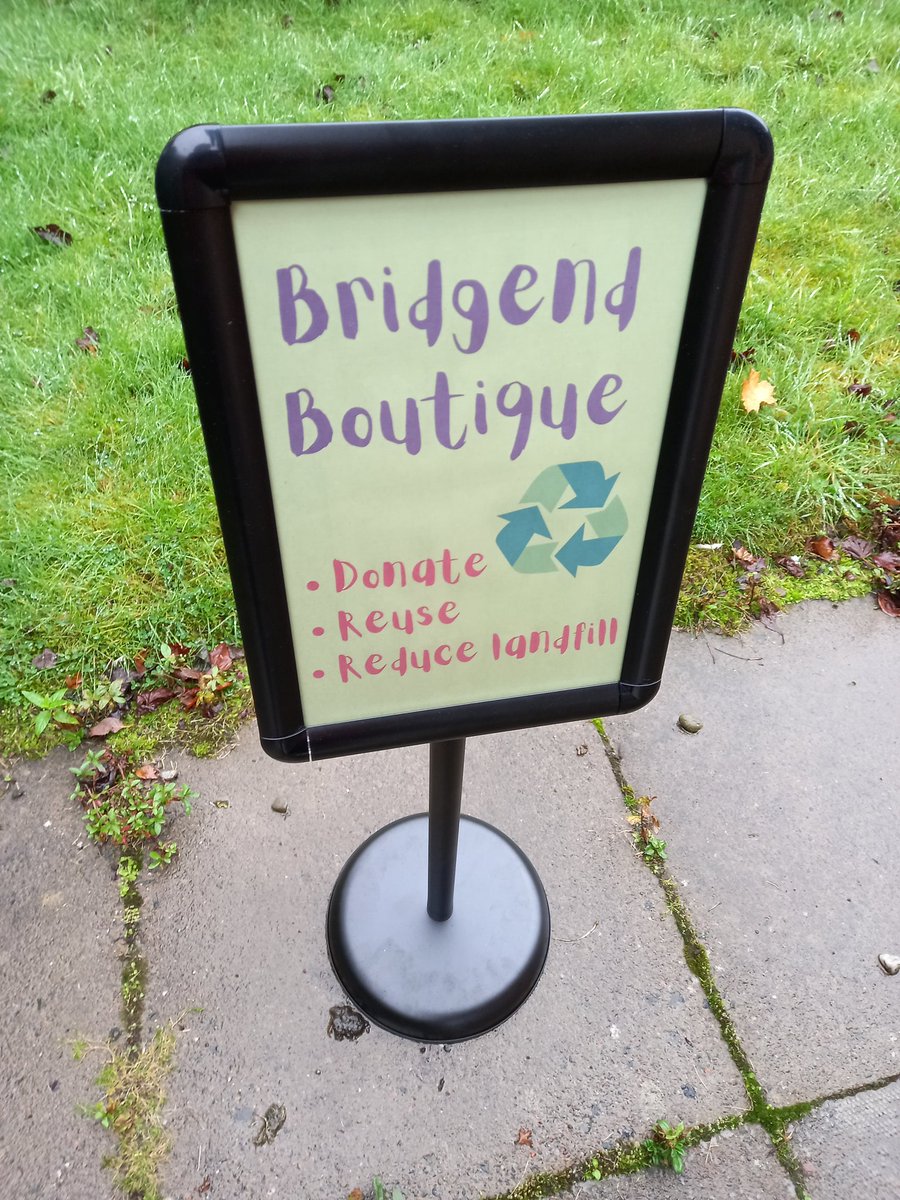 Bridgend
Boutique
• Donate
• Reuse
• Reduce landfill